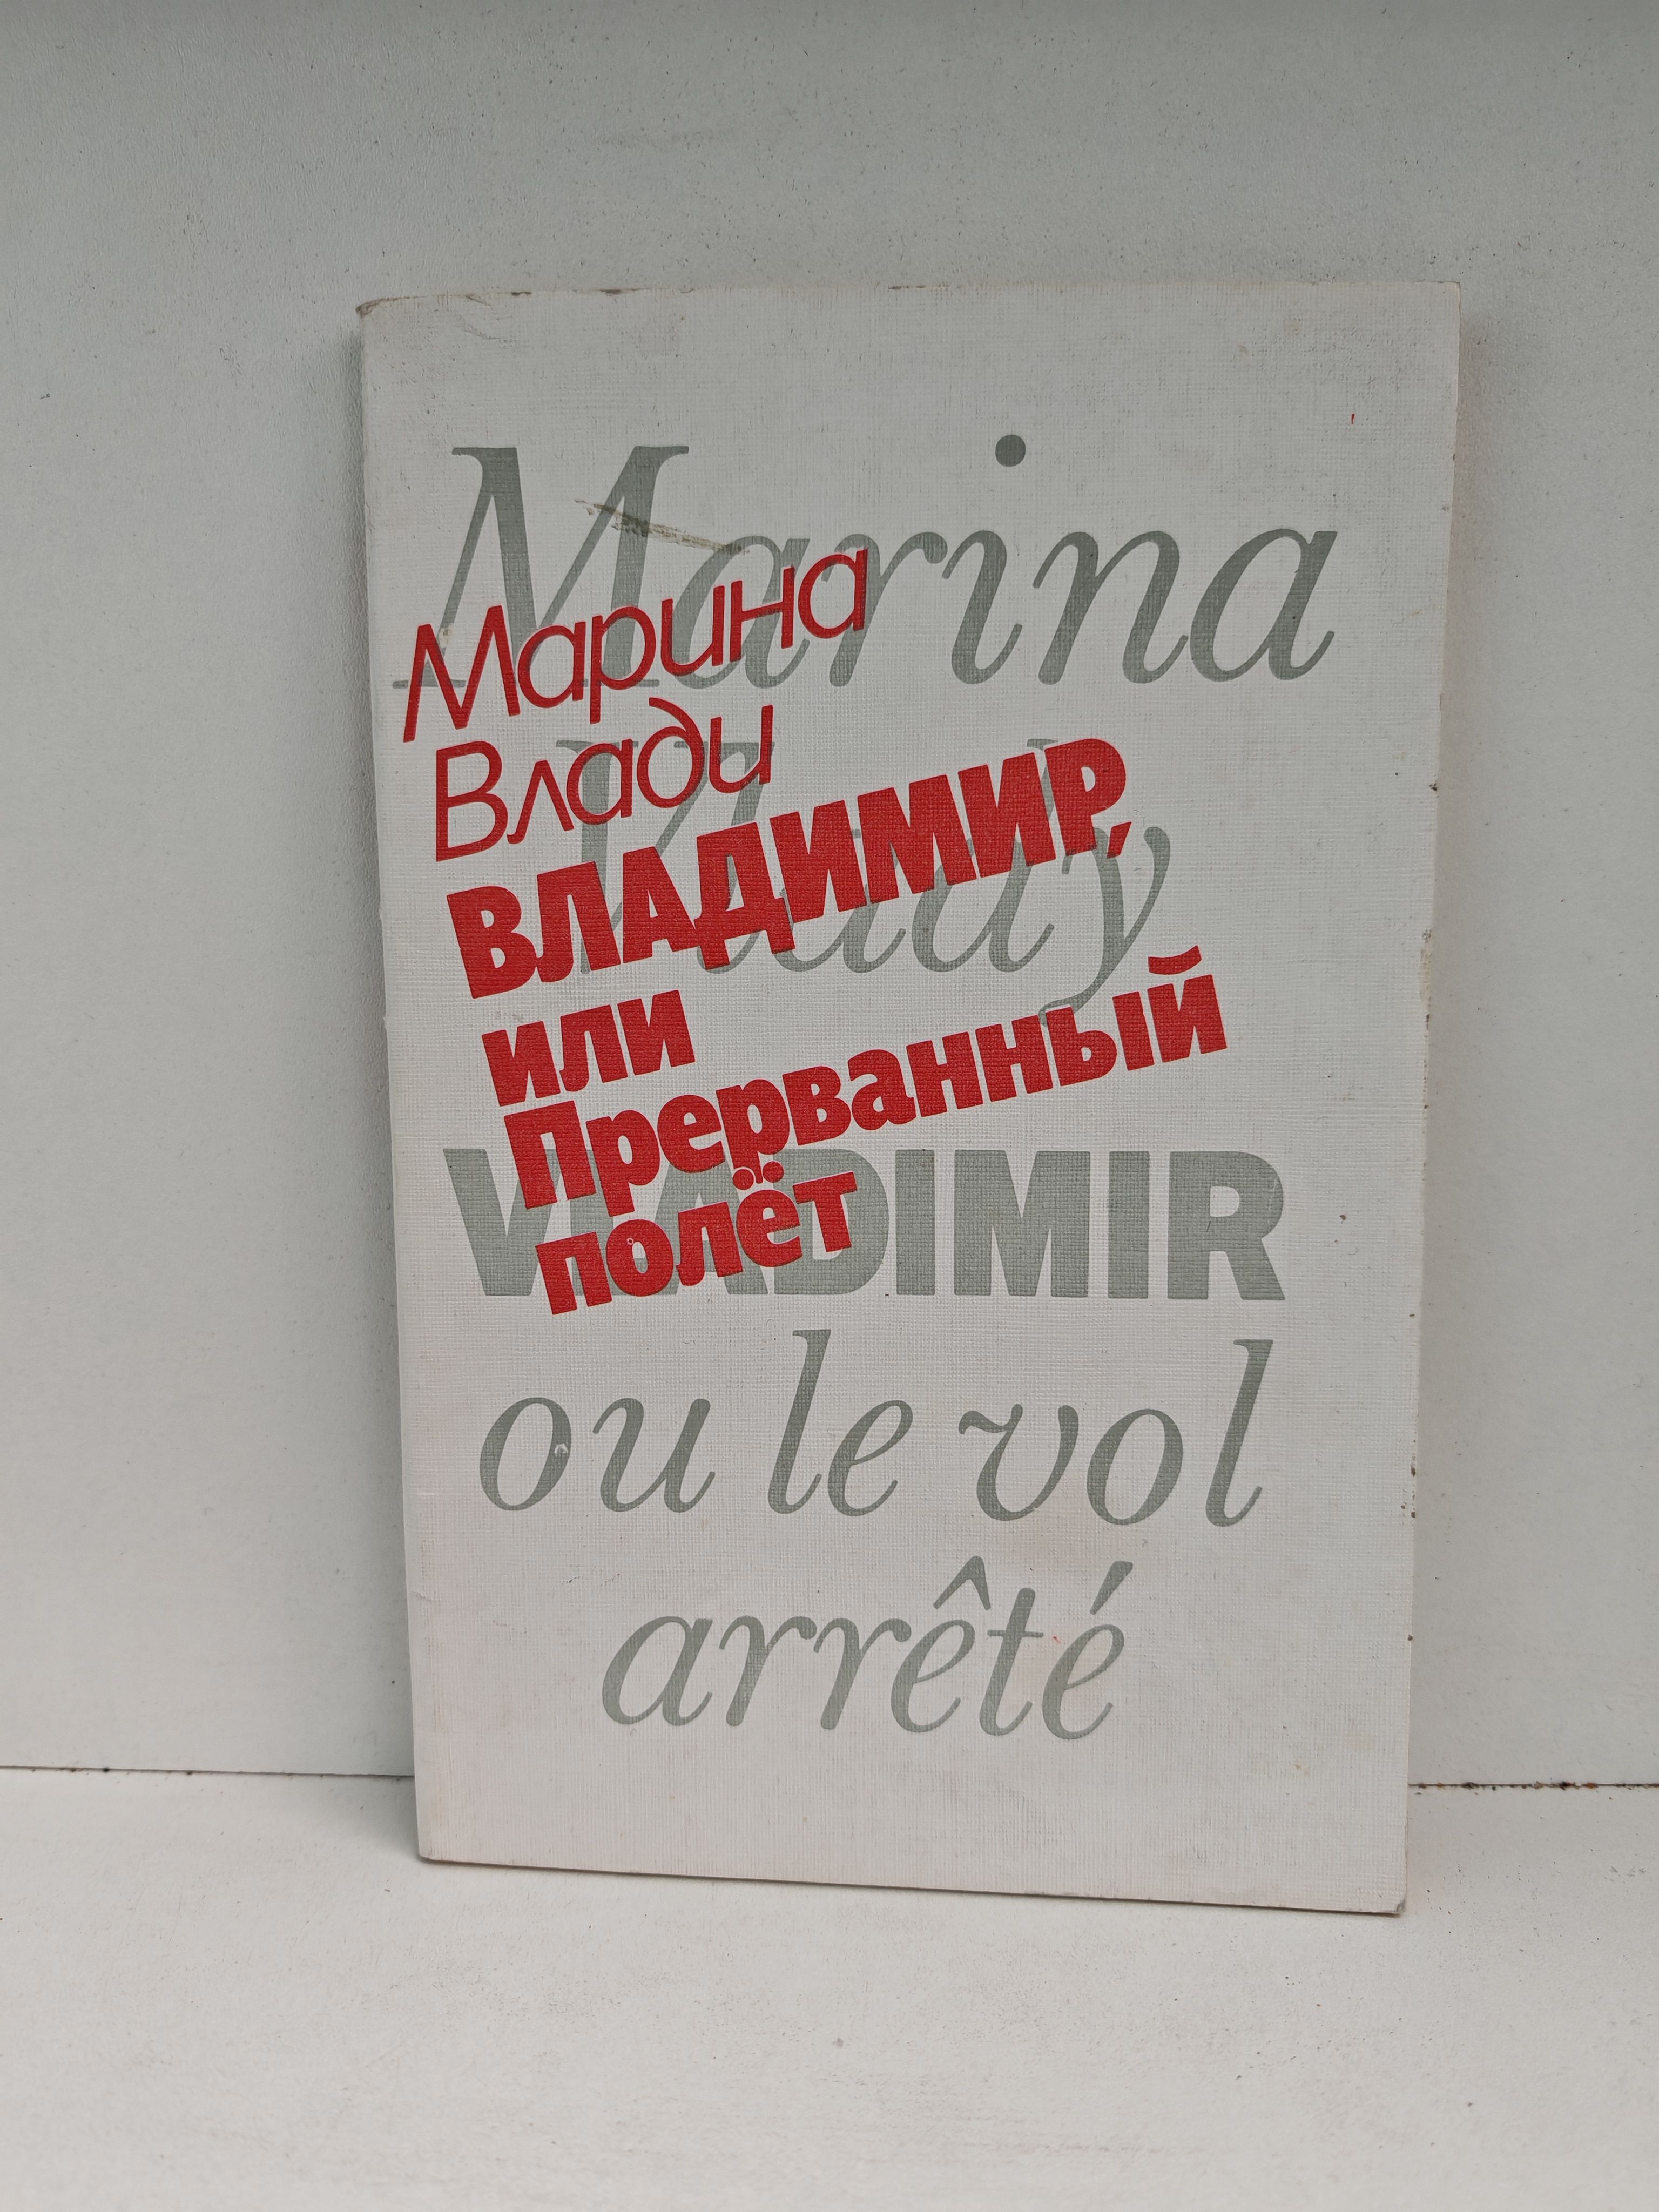 Marina
Vlady
Марина
Влади
ВЛАДИМИР,
или
Прерванный
полёт
VLADIMIR
ou le vol
arrêté